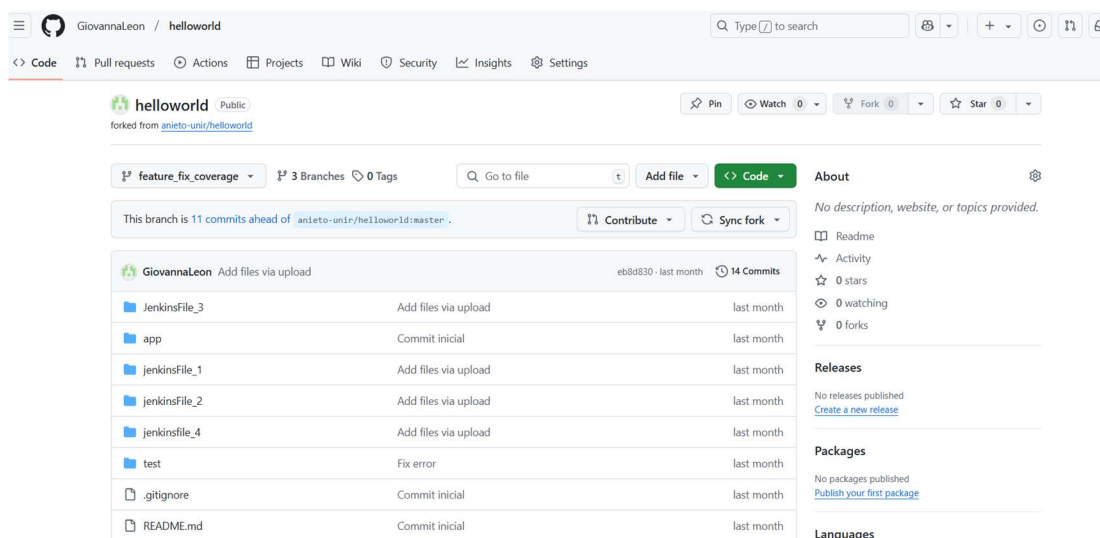 GiovannaLeon / helloworld
Type / to search
Code Pull requests Actions Projects Wiki Security Insights Settings
helloworld Public
Pin Watch 0 Fork 0 Star 0
forked from anieto-unir/helloworld
feature_fix_coverage 3 Branches 0 Tags Go to file t Add file Code
About
This branch is 11 commits ahead of anieto-unir/helloworld:master .
Contribute Sync fork
No description, website, or topics provided.
Readme
Activity
0 stars
0 watching
0 forks
GiovannaLeon Add files via upload eb8d830 · last month 14 Commits
JenkinsFile_3 Add files via upload last month
app Commit inicial last month
jenkinsFile_1 Add files via upload last month
jenkinsFile_2 Add files via upload last month
jenkinsfile_4 Add files via upload last month
test Fix error last month
.gitignore Commit inicial last month
README.md Commit inicial last month
Releases
No releases published
Create a new release
Packages
No packages published
Publish your first package
Languages